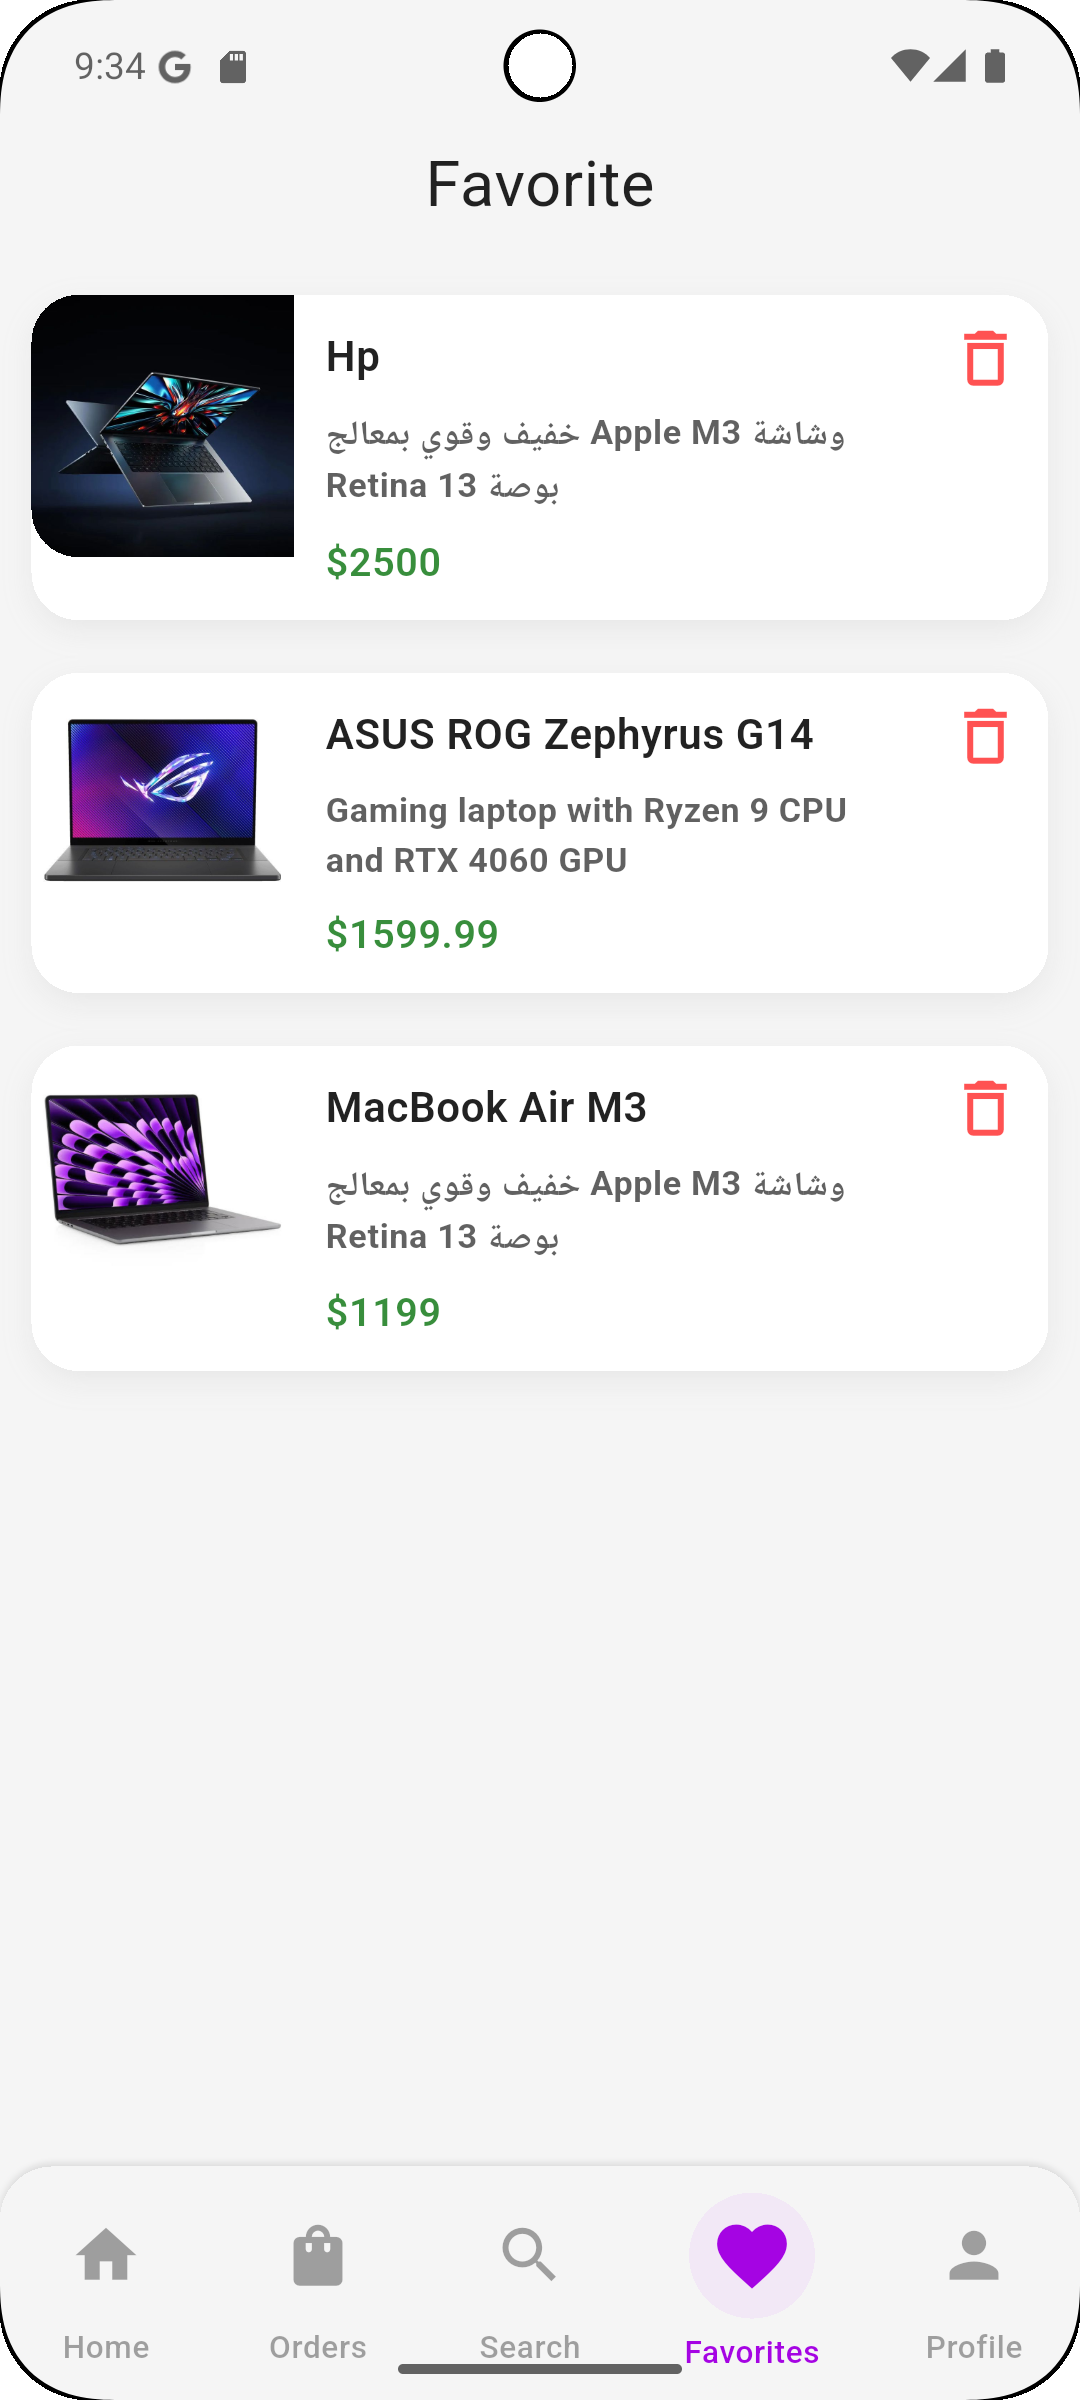 9:34
Favorite
Hp
خفيف وقوي بمعالج Apple M3 وشاشة
Retina 13 بوصة
$2500
ASUS ROG Zephyrus G14
Gaming laptop with Ryzen 9 CPU
and RTX 4060 GPU
$1599.99
MacBook Air M3
خفيف وقوي بمعالج Apple M3 وشاشة
Retina 13 بوصة
$1199
Home
Orders
Search
Favorites
Profile